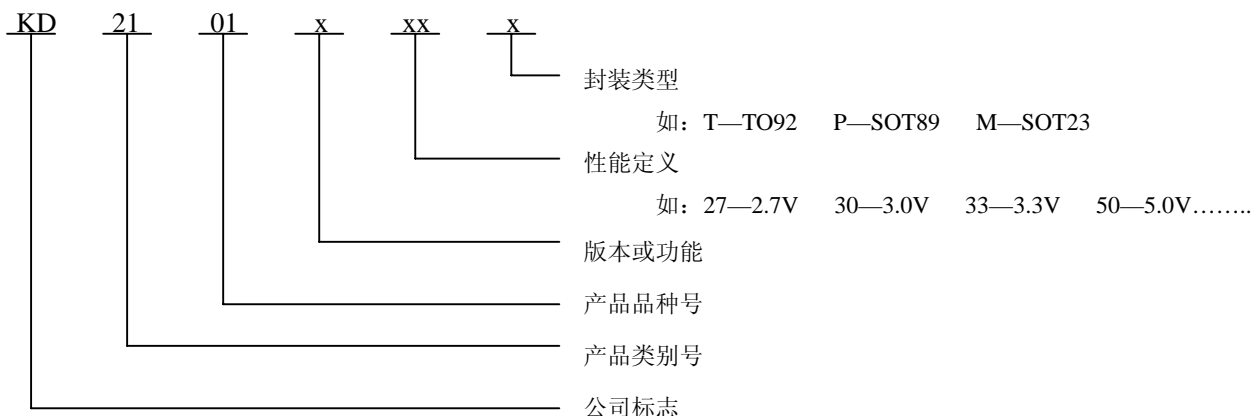 KD 21 01 x xx x
封装类型
如：T—TO92 P—SOT89 M—SOT23
性能定义
如：27—2.7V 30—3.0V 33—3.3V 50—5.0V……..
版本或功能
产品品种号
产品类别号
公司标志